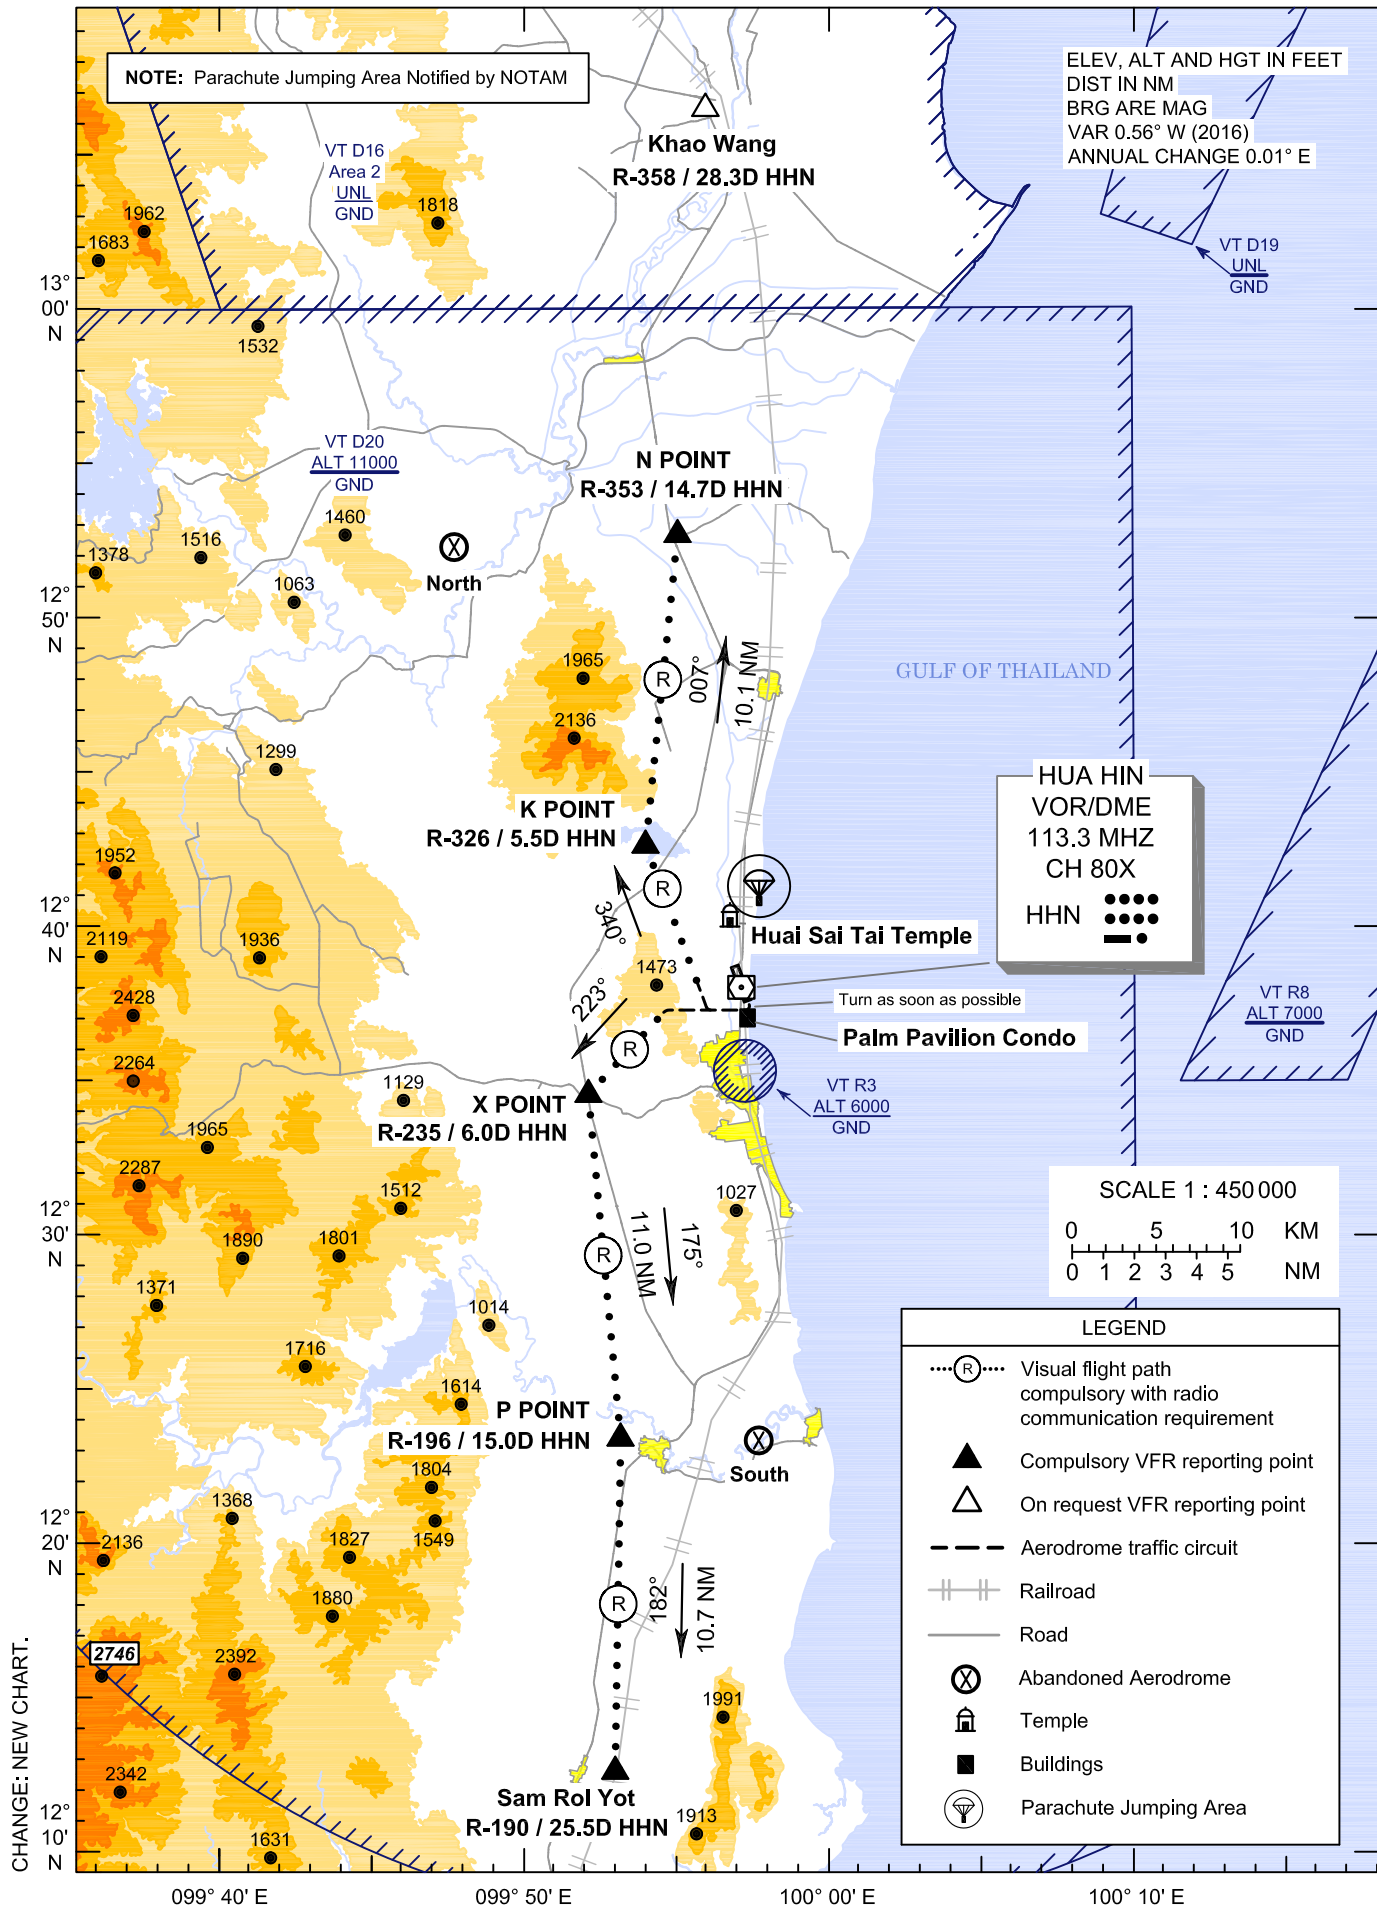 NOTE: Parachute Jumping Area Notified by NOTAM
ELEV, ALT AND HGT IN FEET
DIST IN NM
BRG ARE MAG
VAR 0.56° W (2016)
ANNUAL CHANGE 0.01° E
Khao Wang
R-358 / 28.3D HHN
VT D16
Area 2
UNL
GND
1818
1962
1683
VT D19
UNL
GND
13°
00'
N
1532
VT D20
ALT 11000
GND
N POINT
R-353 / 14.7D HHN
1460
1516
1378
1063
North
12°
50'
N
1965
R
007°
10.1 NM
GULF OF THAILAND
2136
1299
HUA HIN
VOR/DME
113.3 MHZ
CH 80X
HHN
K POINT
R-326 / 5.5D HHN
1952
R
340°
12°
40'
N
2119
1936
Huai Sai Tai Temple
1473
223°
2428
Turn as soon as possible
VT R8
ALT 7000
GND
Palm Pavilion Condo
R
2264
1129
VT R3
ALT 6000
GND
X POINT
R-235 / 6.0D HHN
1965
2287
1512
1027
SCALE 1 : 450 000
0 5 10 KM
0 1 2 3 4 5 NM
12°
30'
N
1890
1801
R
11.0 NM
175°
1371
1014
1716
1614
P POINT
R-196 / 15.0D HHN
South
1804
1549
1368
12°
20'
N
2136
1827
1880
R
182°
10.7 NM
2746
2392
1991
2342
Sam Rol Yot
R-190 / 25.5D HHN
1913
12°
10'
N
1631
LEGEND
R Visual flight path
compulsory with radio
communication requirement
Compulsory VFR reporting point
On request VFR reporting point
Aerodrome traffic circuit
Railroad
Road
Abandoned Aerodrome
Temple
Buildings
Parachute Jumping Area
CHANGE: NEW CHART.
099° 40' E
099° 50' E
100° 00' E
100° 10' E